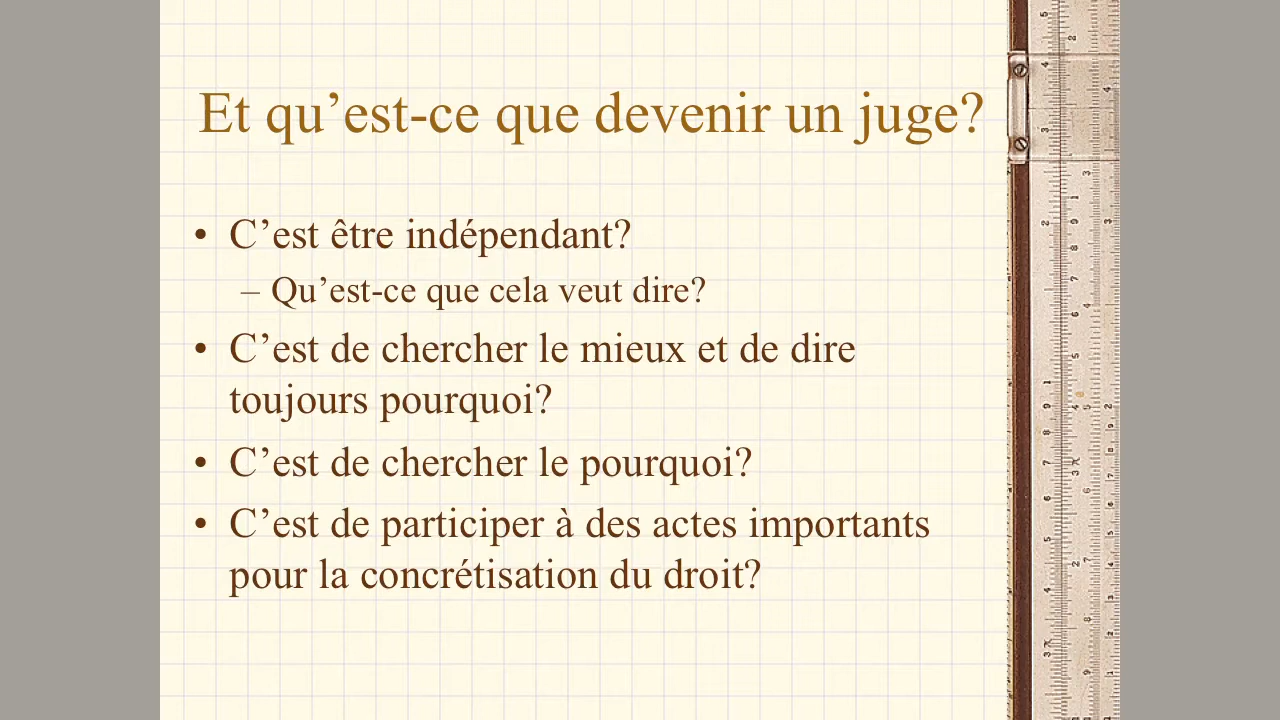 Et qu’est-ce que devenir un juge?
• C’est être indépendant?
– Qu’est-ce que cela veut dire?
• C’est de chercher le mieux et de dire
toujours pourquoi?
• C’est de chercher le pourquoi?
• C’est de participer à des actes importants
pour la concrétisation du droit?